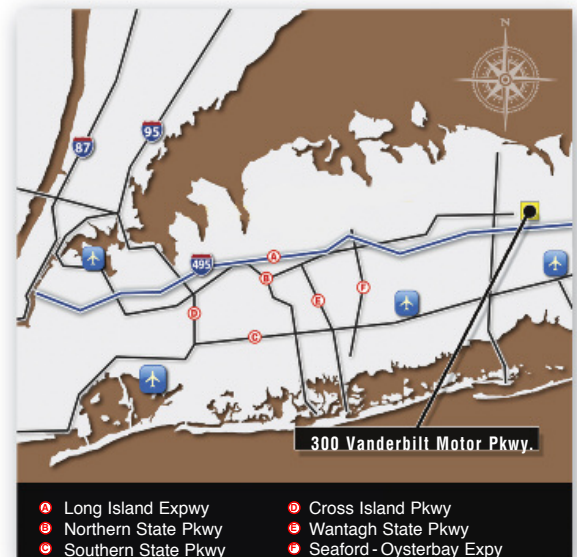 N
95
87
495
A
B
E
F
D
C
300 Vanderbilt Motor Pkwy.
A Long Island Expwy
B Northern State Pkwy
C Southern State Pkwy
D Cross Island Pkwy
E Wantagh State Pkwy
F Seaford - Oysterbay Expy